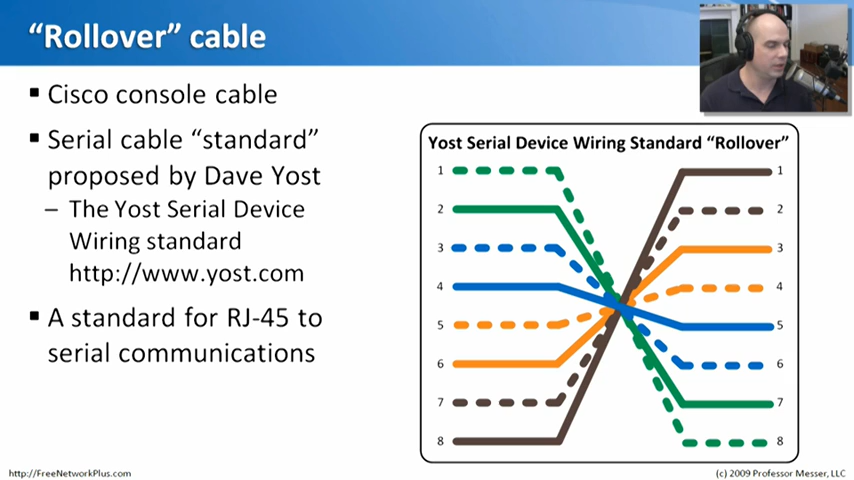 “Rollover” cable
▪ Cisco console cable
▪ Serial cable “standard”
proposed by Dave Yost
– The Yost Serial Device
Wiring standard
http://www.yost.com
▪ A standard for RJ-45 to
serial communications
Yost Serial Device Wiring Standard “Rollover”
1 1
2 2
3 3
4 4
5 5
6 6
7 7
8 8
http://FreeNetworkPlus.com
(c) 2009 Professor Messer, LLC